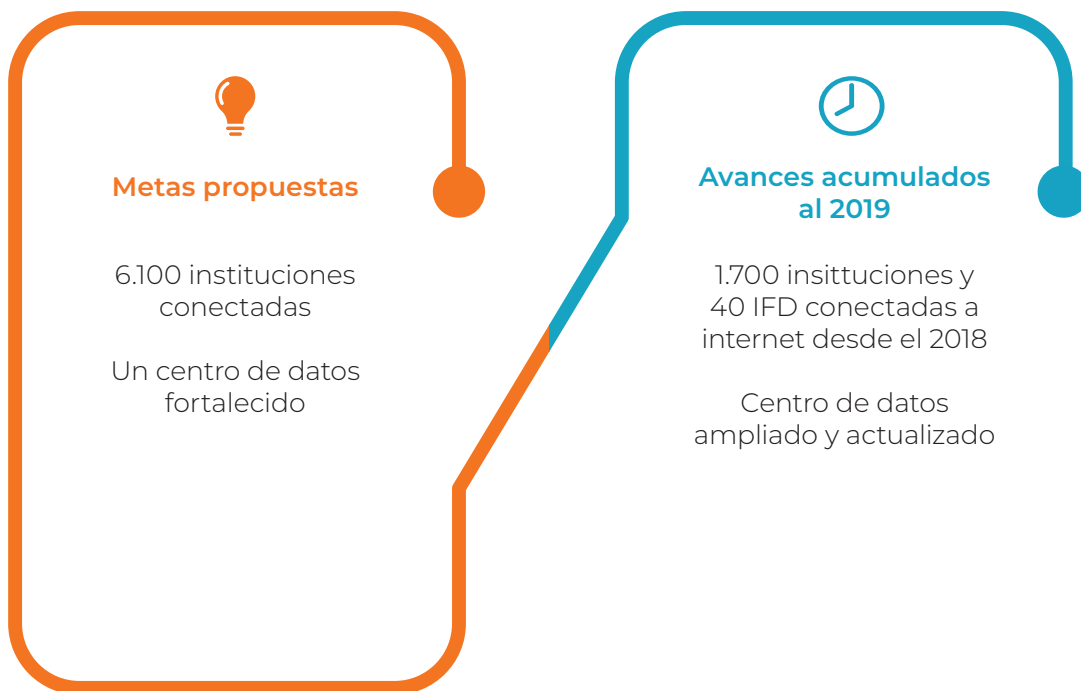 Metas propuestas
6.100 instituciones
conectadas
Un centro de datos
fortalecido
Avances acumulados
al 2019
1.700 insittuciones y
40 IFD conectadas a
internet desde el 2018
Centro de datos
ampliado y actualizado